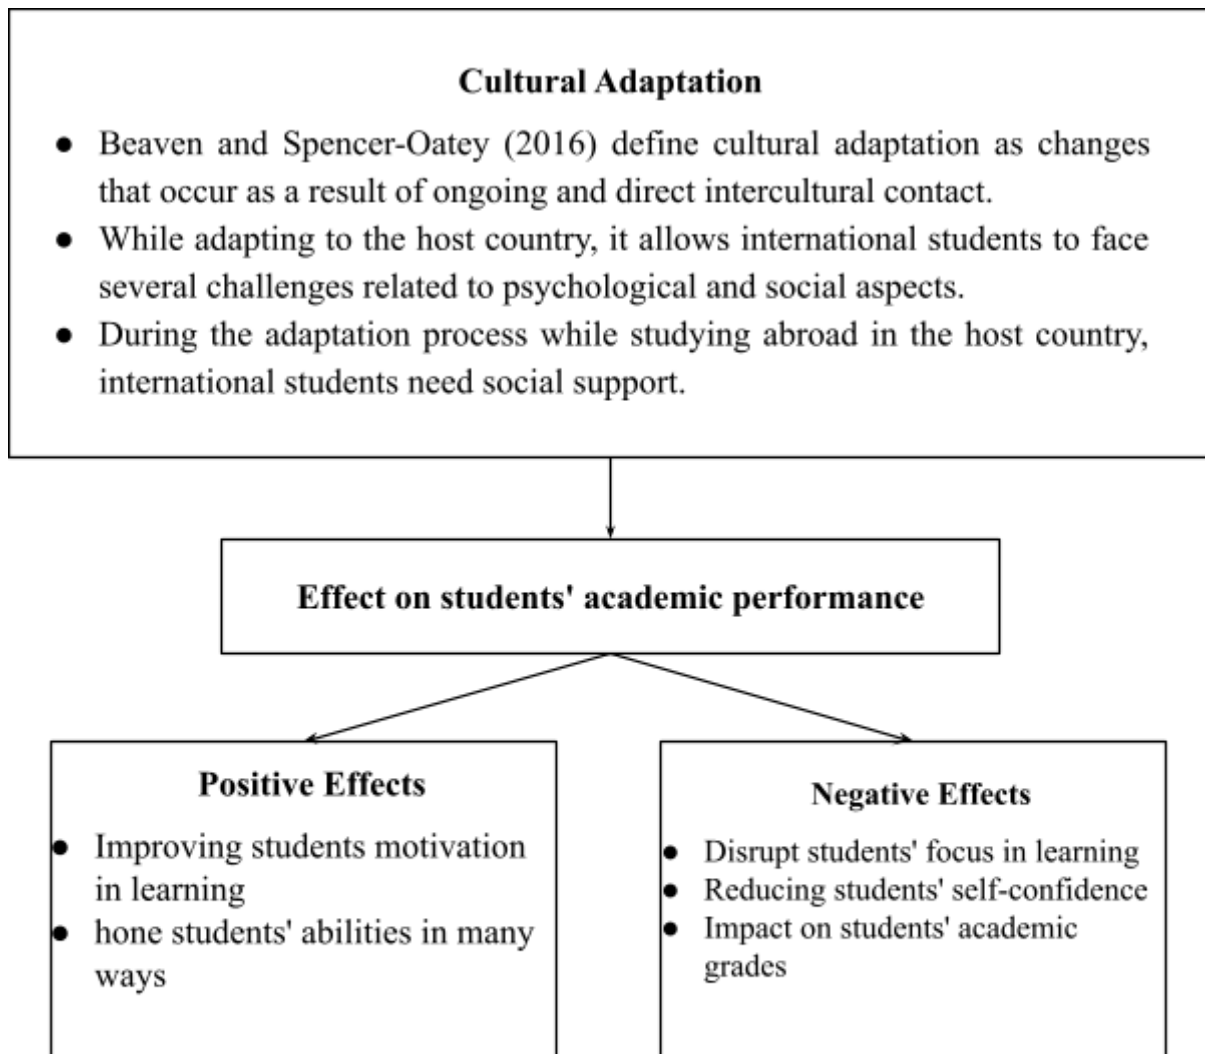 Cultural Adaptation
● Beaven and Spencer-Oatey (2016) define cultural adaptation as changes
that occur as a result of ongoing and direct intercultural contact.
● While adapting to the host country, it allows international students to face
several challenges related to psychological and social aspects.
● During the adaptation process while studying abroad in the host country,
international students need social support.
Effect on students' academic performance
Positive Effects
● Improving students motivation
in learning
● hone students' abilities in many
ways
Negative Effects
● Disrupt students' focus in learning
● Reducing students' self-confidence
● Impact on students' academic
grades